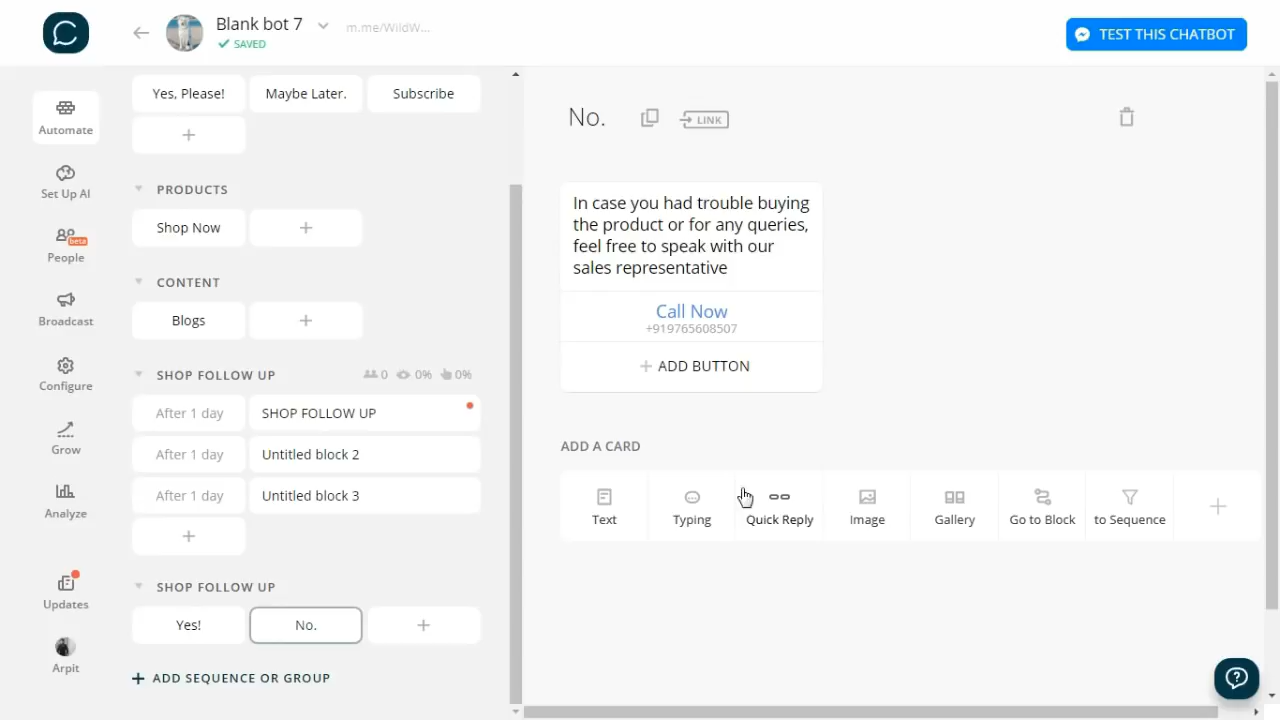 Blank bot 7
m.me/WildW...
SAVED
TEST THIS CHATBOT
Automate
Set Up AI
People
beta
Broadcast
Configure
Grow
Analyze
Updates
Arpit
Yes, Please!
Maybe Later.
Subscribe
+
PRODUCTS
Shop Now
+
CONTENT
Blogs
+
SHOP FOLLOW UP
0
0%
0%
After 1 day
SHOP FOLLOW UP
After 1 day
Untitled block 2
After 1 day
Untitled block 3
+
SHOP FOLLOW UP
Yes!
No.
+
+ ADD SEQUENCE OR GROUP
No.
LINK
In case you had trouble buying
the product or for any queries,
feel free to speak with our
sales representative
Call Now
+919765608507
+ ADD BUTTON
ADD A CARD
Text
Typing
Quick Reply
Image
Gallery
Go to Block
to Sequence
+
?